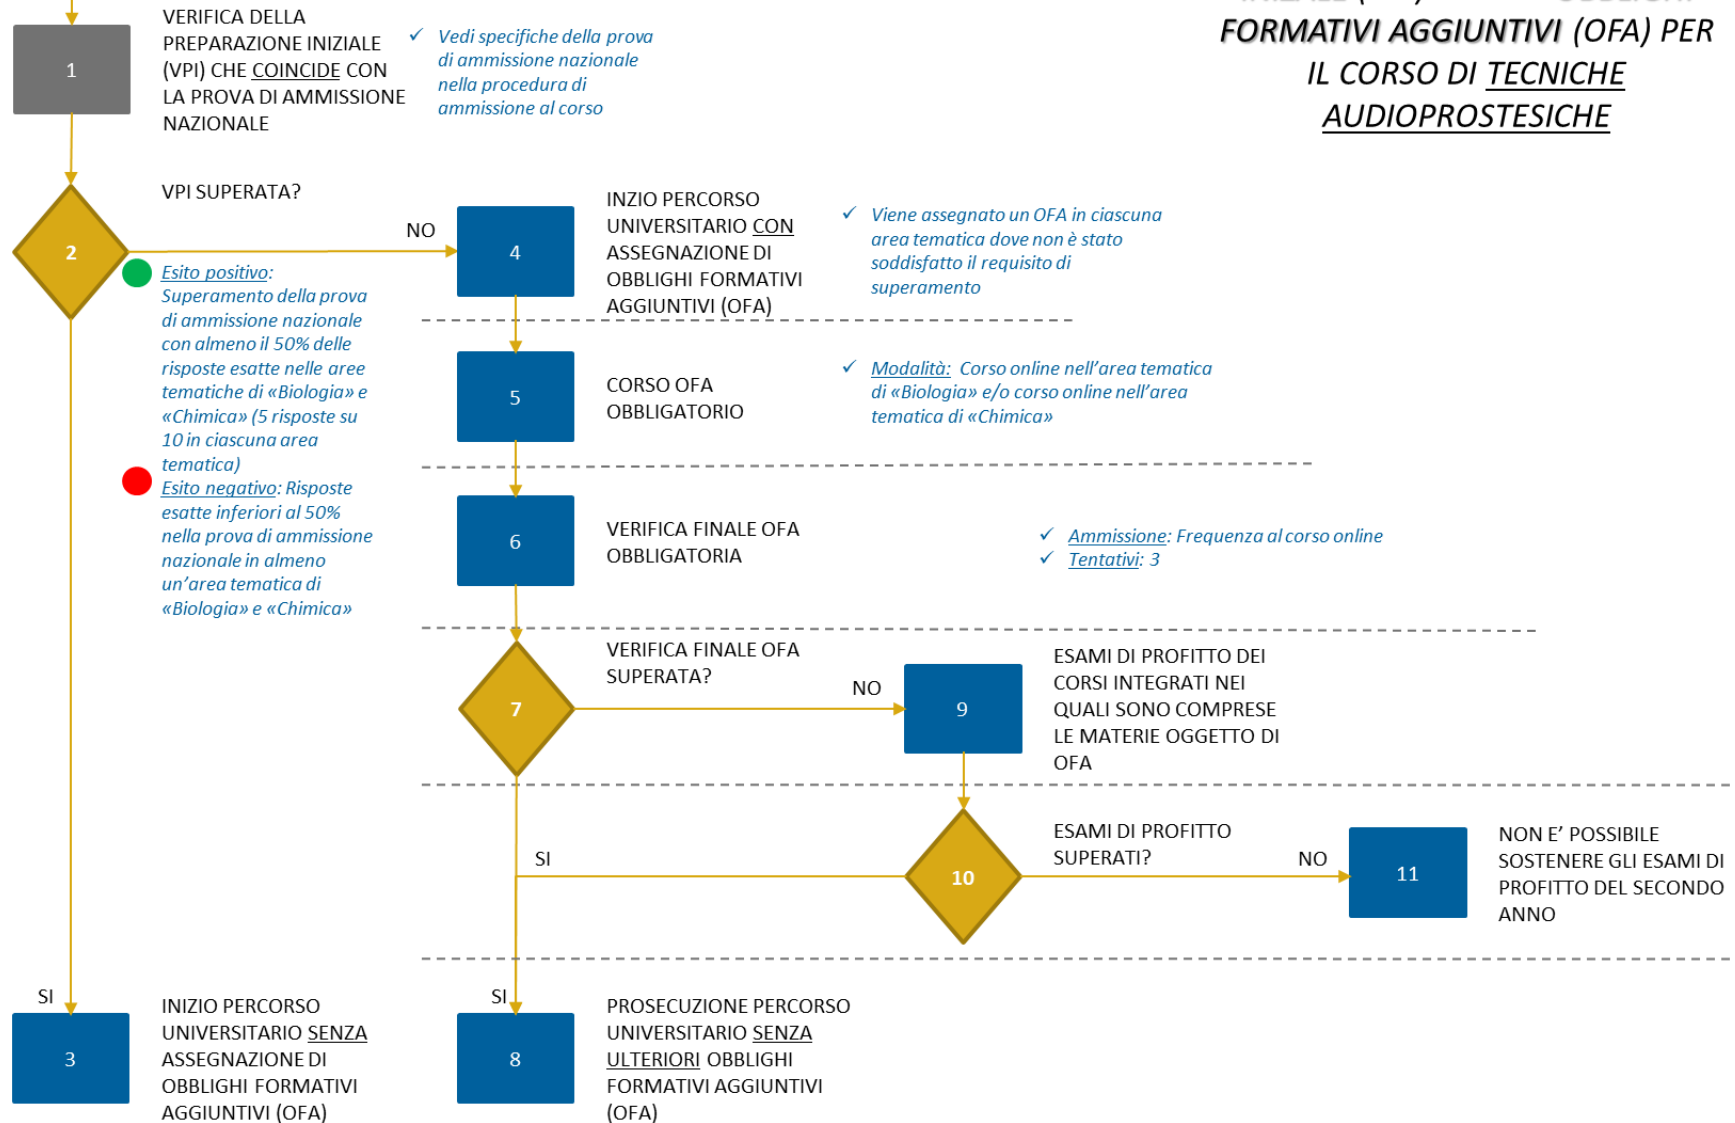 FORMATIVI AGGIUNTIVI (OFA) PER
IL CORSO DI TECNICHE
AUDIOPROSTESICHE
1
VERIFICA DELLA
PREPARAZIONE INIZIALE
(VPI) CHE COINCIDE CON
LA PROVA DI AMMISSIONE
NAZIONALE
✓ Vedi specifiche della prova
di ammissione nazionale
nella procedura di
ammissione al corso
2
VPI SUPERATA?
NO
Esito positivo:
Superamento della prova
di ammissione nazionale
con almeno il 50% delle
risposte esatte nelle aree
tematiche di «Biologia» e
«Chimica» (5 risposte su
10 in ciascuna area
tematica)
Esito negativo: Risposte
esatte inferiori al 50%
nella prova di ammissione
nazionale in almeno
un'area tematica di
«Biologia» e «Chimica»
4
INZIO PERCORSO
UNIVERSITARIO CON
ASSEGNAZIONE DI
OBBLIGHI FORMATIVI
AGGIUNTIVI (OFA)
✓ Viene assegnato un OFA in ciascuna
area tematica dove non è stato
soddisfatto il requisito di
superamento
5
CORSO OFA
OBBLIGATORIO
✓ Modalità: Corso online nell'area tematica
di «Biologia» e/o corso online nell'area
tematica di «Chimica»
6
VERIFICA FINALE OFA
OBBLIGATORIA
✓ Ammissione: Frequenza al corso online
✓ Tentativi: 3
7
VERIFICA FINALE OFA
SUPERATA?
NO
9
ESAMI DI PROFITTO DEI
CORSI INTEGRATI NEI
QUALI SONO COMPRESE
LE MATERIE OGGETTO DI
OFA
10
ESAMI DI PROFITTO
SUPERATI?
SI
NO
11
NON E' POSSIBILE
SOSTENERE GLI ESAMI DI
PROFITTO DEL SECONDO
ANNO
SI
3
INIZIO PERCORSO
UNIVERSITARIO SENZA
ASSEGNAZIONE DI
OBBLIGHI FORMATIVI
AGGIUNTIVI (OFA)
SI
8
PROSECUZIONE PERCORSO
UNIVERSITARIO SENZA
ULTERIORI OBBLIGHI
FORMATIVI AGGIUNTIVI
(OFA)